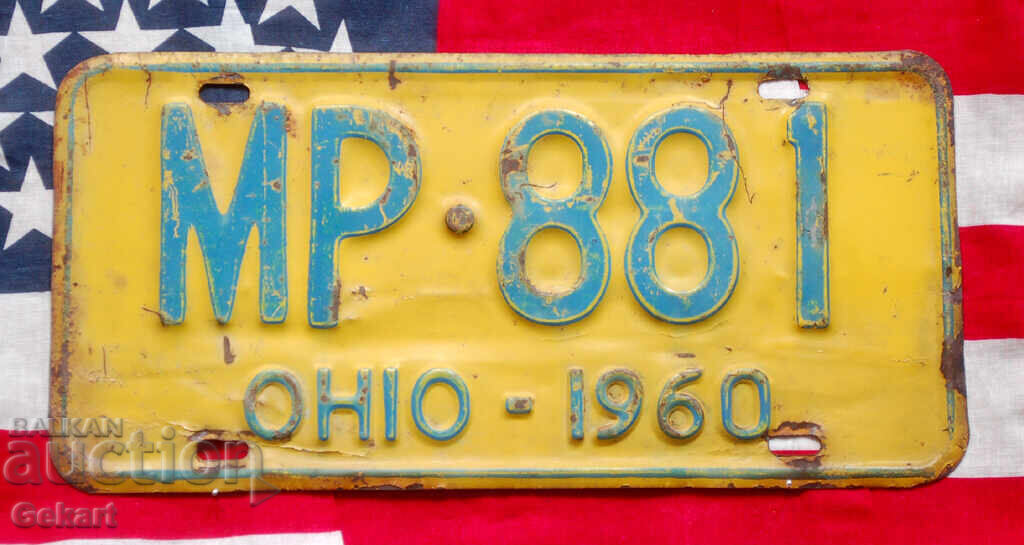 MP·881
OHIO - 1960
BALKAN
auction
Gekart